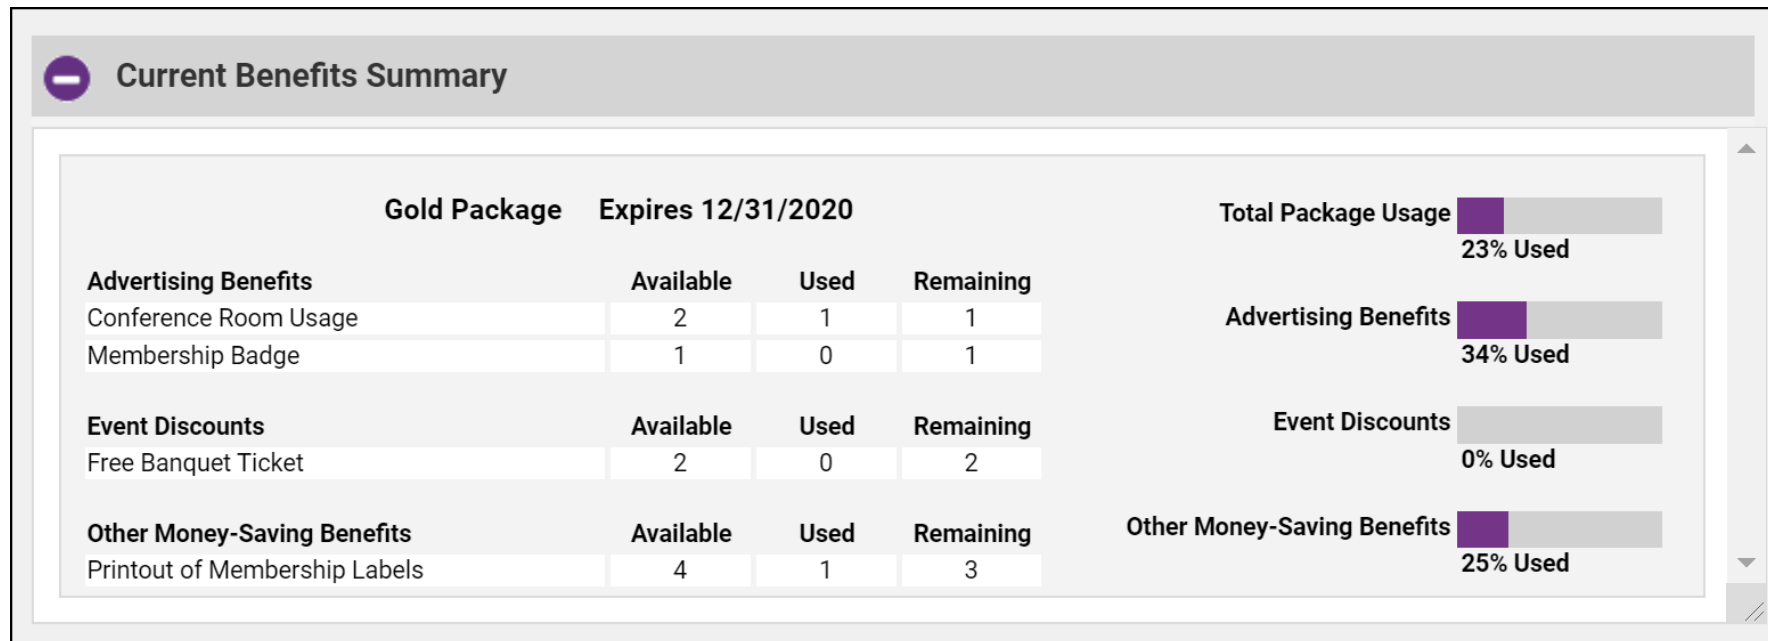 Current Benefits Summary
Gold Package Expires 12/31/2020
Advertising Benefits Available Used Remaining
Conference Room Usage 2 1 1
Membership Badge 1 0 1
Event Discounts Available Used Remaining
Free Banquet Ticket 2 0 2
Other Money-Saving Benefits Available Used Remaining
Printout of Membership Labels 4 1 3
Total Package Usage
23% Used
Advertising Benefits
34% Used
Event Discounts
0% Used
Other Money-Saving Benefits
25% Used